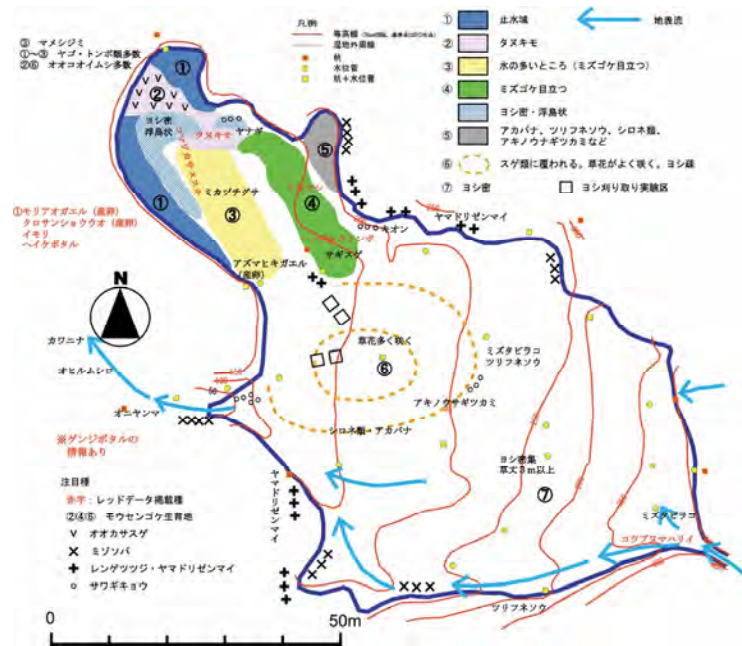 ③ マメシジミ
①～③ ヤゴ・トンボ類多数
②⑥ オオコオイムシ多数
凡例
湿地外周線
杭
水位管
杭＋水位管
① 止水域
地表流
② タヌキモ
③ 水の多いところ（ミズゴケ目立つ）
④ ミズゴケ目立つ
ヨシ密・浮島状
⑤ アカバナ、ツリフネソウ、シロネ類、
アキノウナギツカミなど
⑥ スゲ類に覆われる。草花がよく咲く。ヨシ疎
⑦ ヨシ密
ヨシ刈り取り実験区
①
②
ヨシ密
浮島状
タヌキモ
ヤナギ
⑤
ミカヅチグサ
①
③
④
サギスゲ
アズマヒキガエル
（産卵）
キオン
ヤマドリゼンマイ
①モリアオガエル（産卵）
クロサンショウウオ（産卵）
イモリ
ヘイケボタル
N
カワニナ
オヒルムシロ
オニヤンマ
草花多く咲く
⑥
ミズタビラコ
ツリフネソウ
アキノウサギツカミ
シロネ類・アカバナ
※ゲンジボタルの
情報あり
ヤマドリゼンマイ
ヨシ密集
草丈3m以上
⑦
ミズタビラコ
コツブヌマハリイ
ツリフネソウ
注目種
赤字：レッドデータ掲載種
②④⑥ モウセンゴケ生育地
オオカサスゲ
ミゾソバ
レンゲツツジ・ヤマドリゼンマイ
サワギキョウ
0
50m